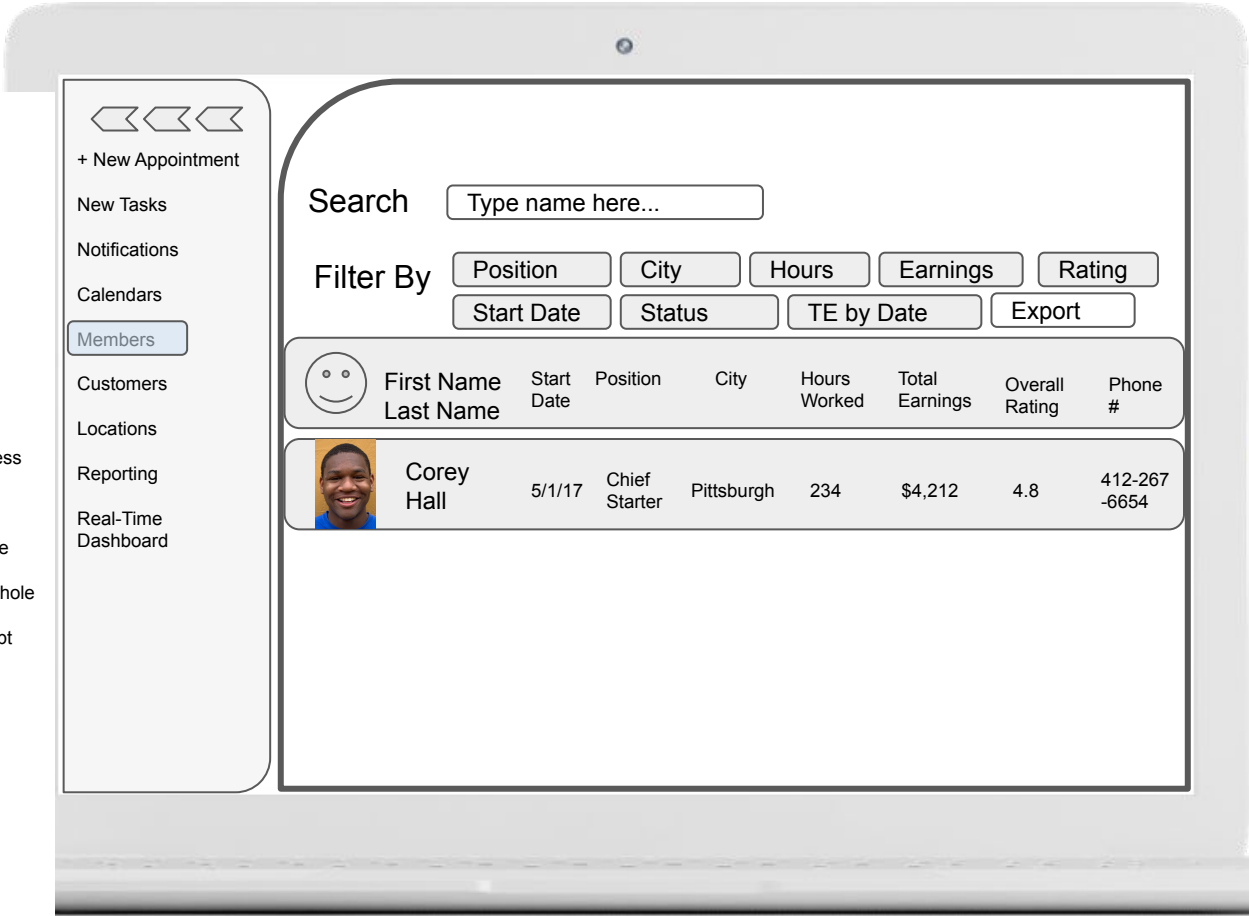 + New Appointment
New Tasks
Notifications
Calendars
Members
Customers
Locations
Reporting
Real-Time
Dashboard
ess
e
hole
ot
Search
Type name here...
Filter By
Position
City
Hours
Earnings
Rating
Start Date
Status
TE by Date
Export
First Name
Last Name
Start
Date
Position
City
Hours
Worked
Total
Earnings
Overall
Rating
Phone
#
Corey
Hall
5/1/17
Chief
Starter
Pittsburgh
234
$4,212
4.8
412-267
-6654